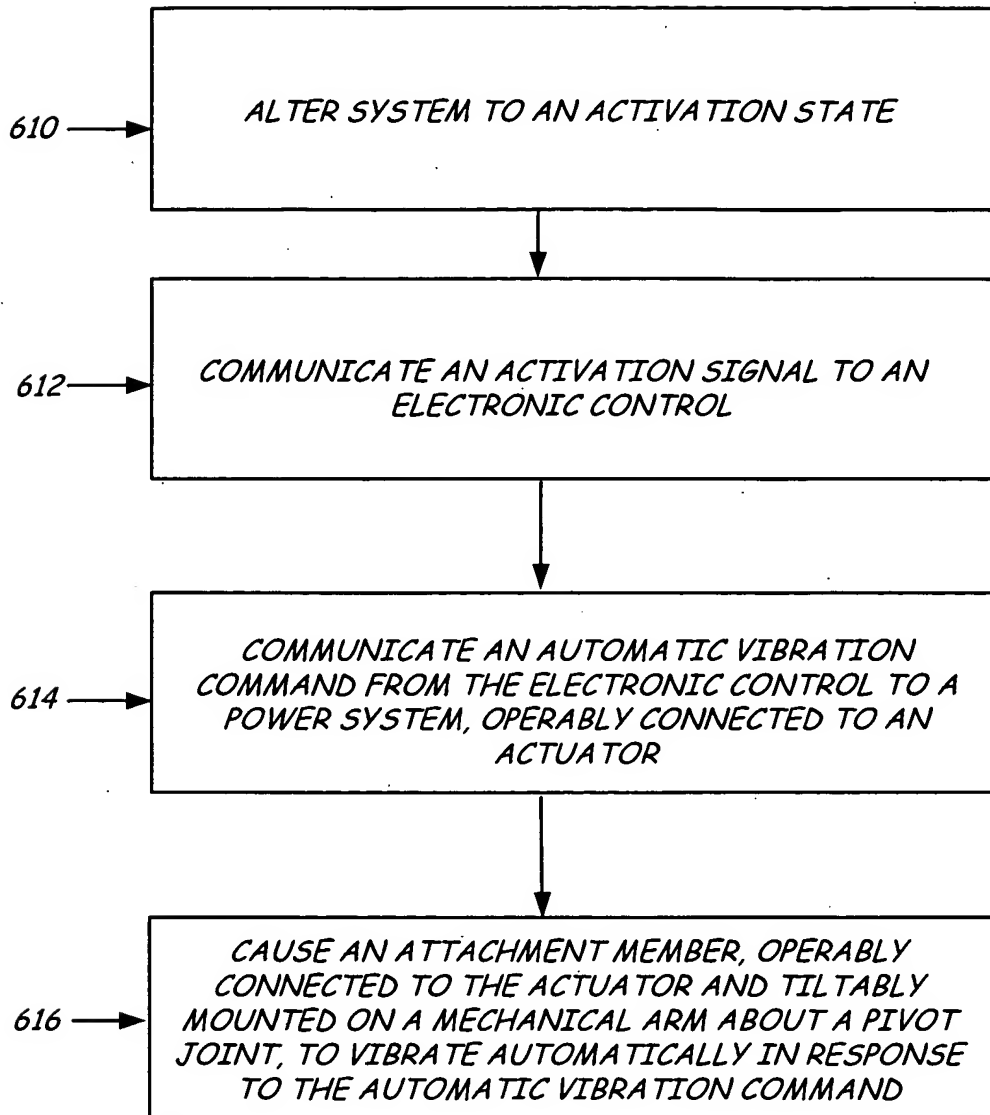 610
ALTER SYSTEM TO AN ACTIVATION STATE
612
COMMUNICATE AN ACTIVATION SIGNAL TO AN
ELECTRONIC CONTROL
614
COMMUNICATE AN AUTOMATIC VIBRATION
COMMAND FROM THE ELECTRONIC CONTROL TO A
POWER SYSTEM, OPERABLY CONNECTED TO AN
ACTUATOR
616
CAUSE AN ATTACHMENT MEMBER, OPERABLY
CONNECTED TO THE ACTUATOR AND TILTABLY
MOUNTED ON A MECHANICAL ARM ABOUT A PIVOT
JOINT, TO VIBRATE AUTOMATICALLY IN RESPONSE
TO THE AUTOMATIC VIBRATION COMMAND